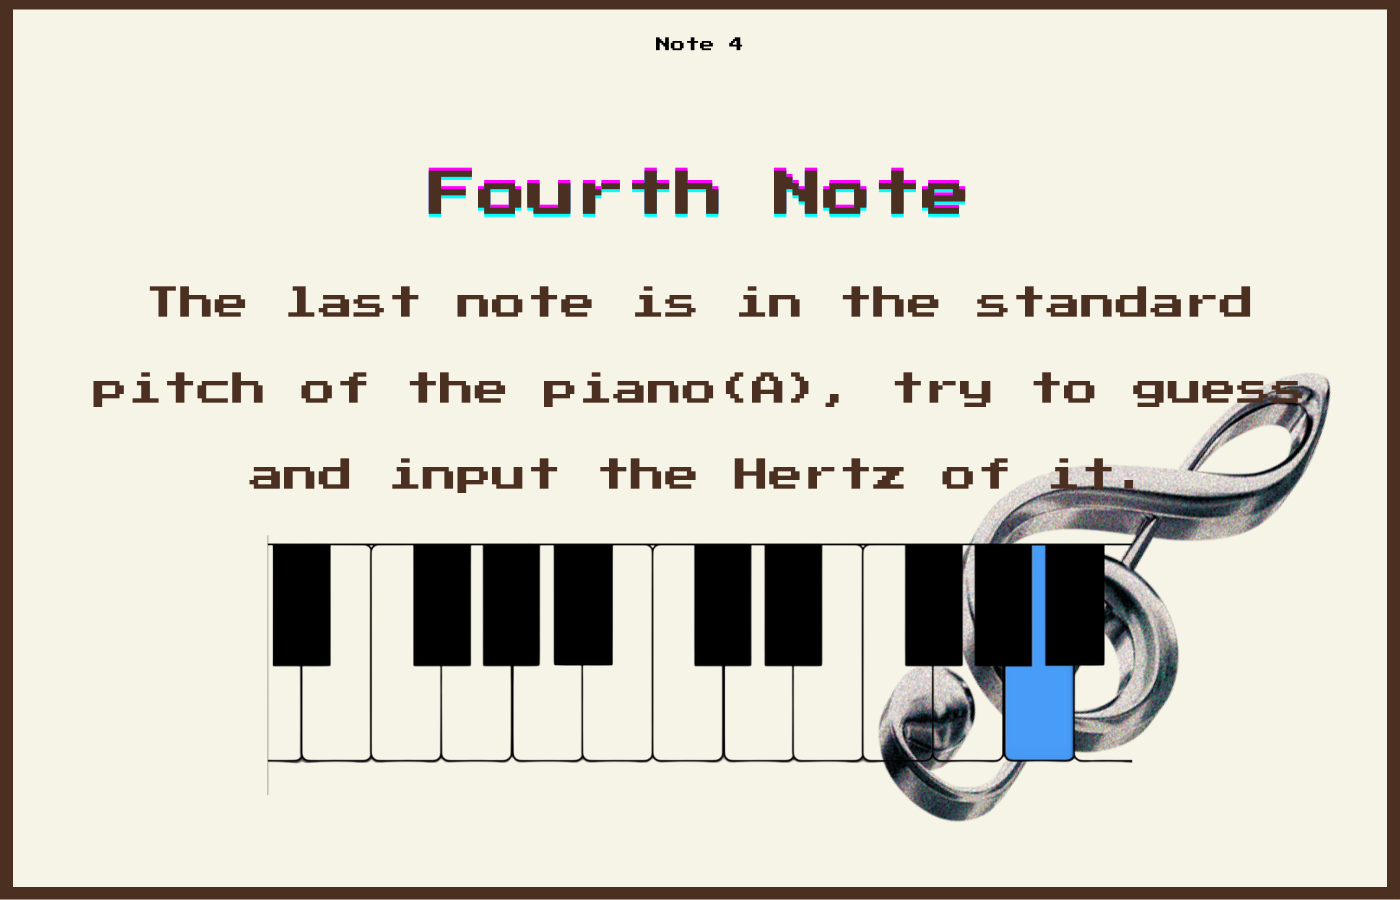 Note 4
Fourth Note
The last note is in the standard
pitch of the piano(A), try to guess
and input the Hertz of it.